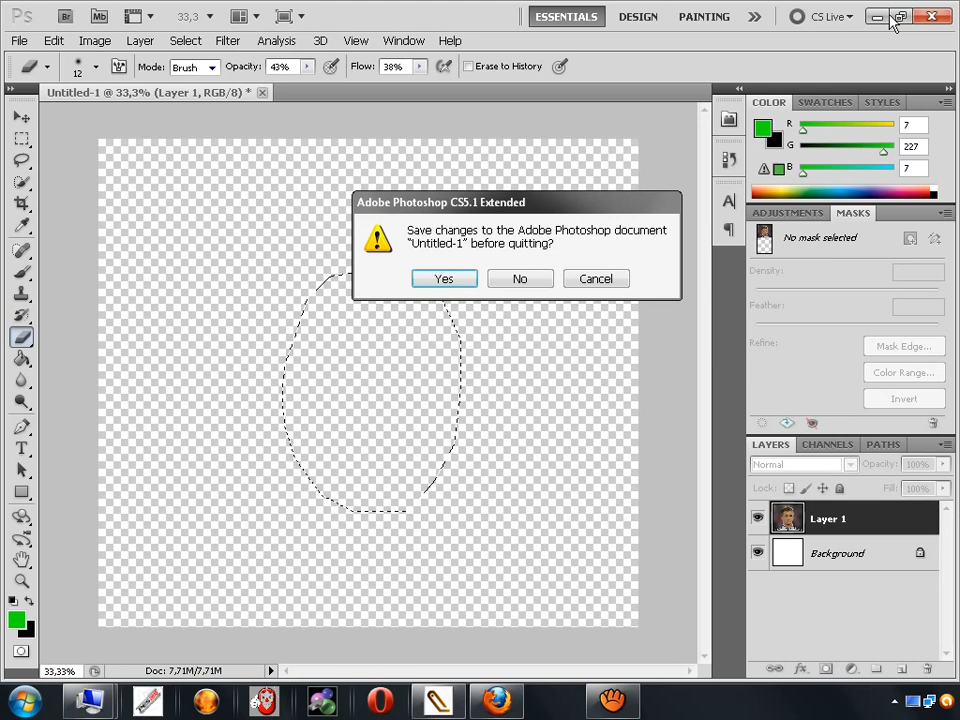 Ps Br Mb 33,3 ESSENTIALS DESIGN PAINTING CS Live
File Edit Image Layer Select Filter Analysis 3D View Window Help
12 Mode: Brush Opacity: 43% Flow: 38% Erase to History
Untitled-1 @ 33,3% (Layer 1, RGB/8) *
COLOR SWATCHES STYLES
R 7
G 227
B 7
ADJUSTMENTS MASKS
No mask selected
Density:
Feather:
Refine: Mask Edge...
Color Range...
Invert
LAYERS CHANNELS PATHS
Normal Opacity: 100%
Lock: Fill: 100%
Layer 1
Background
Adobe Photoshop CS5.1 Extended
Save changes to the Adobe Photoshop document
“Untitled-1” before quitting?
Yes No Cancel
33,33% Doc: 7,71M/7,71M